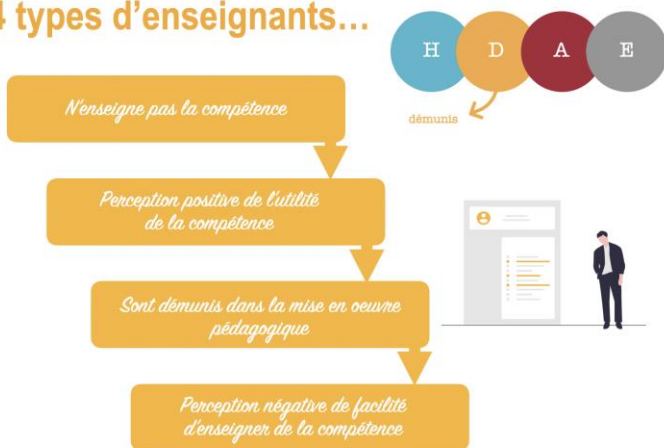 4 types d'enseignants...
H D A E
démunis
N'enseigne pas la compétence
Perception positive de l'utilité
de la compétence
Sont démunis dans la mise en oeuvre
pédagogique
Perception négative de facilité
d'enseigner de la compétence